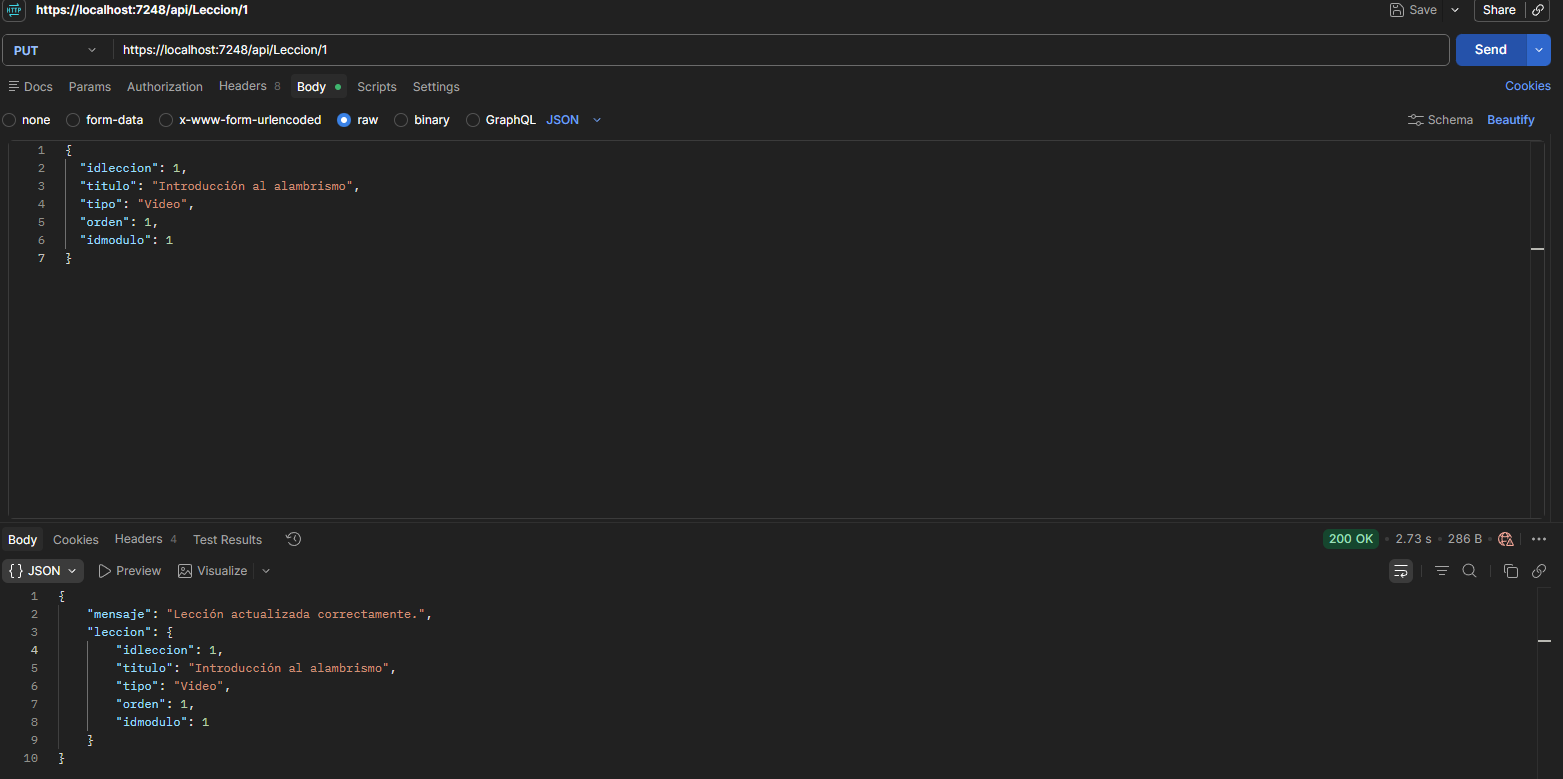 HTTP https://localhost:7248/api/Leccion/1 Save Share
PUT https://localhost:7248/api/Leccion/1 Send
Docs Params Authorization Headers 8 Body Scripts Settings Cookies
none form-data x-www-form-urlencoded raw binary GraphQL JSON Schema Beautify
1 {
2 "idleccion": 1,
3 "titulo": "Introducción al alambrismo",
4 "tipo": "Video",
5 "orden": 1,
6 "idmodulo": 1
7 }
Body Cookies Headers 4 Test Results 200 OK • 2.73 s • 286 B •
{} JSON Preview Visualize
1 {
2 "mensaje": "Lección actualizada correctamente.",
3 "leccion": {
4 "idleccion": 1,
5 "titulo": "Introducción al alambrismo",
6 "tipo": "Video",
7 "orden": 1,
8 "idmodulo": 1
9 }
10 }